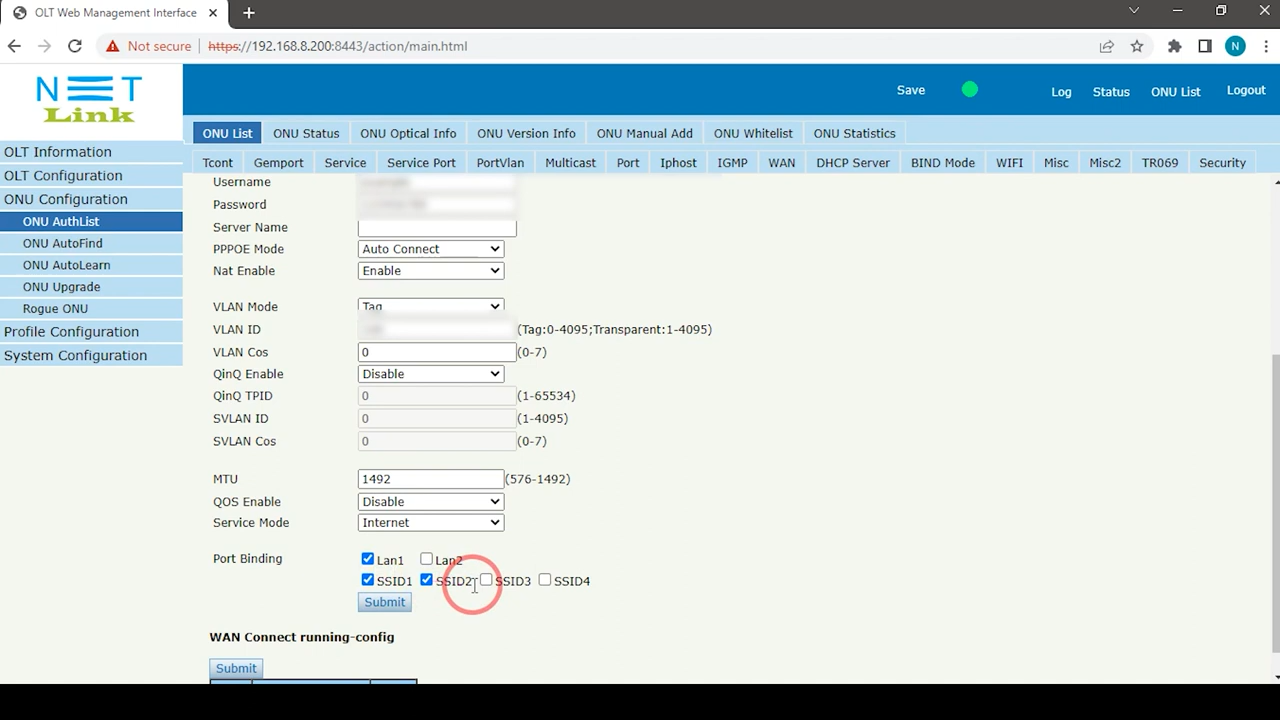 OLT Web Management Interface
Not secure https://192.168.8.200:8443/action/main.html
N
NET
Link
Save Log Status ONU List Logout
ONU List ONU Status ONU Optical Info ONU Version Info ONU Manual Add ONU Whitelist ONU Statistics
Tcont Gemport Service Service Port PortVlan Multicast Port Iphost IGMP WAN DHCP Server BIND Mode WIFI Misc Misc2 TR069 Security
OLT Information
OLT Configuration
ONU Configuration
ONU AuthList
ONU AutoFind
ONU AutoLearn
ONU Upgrade
Rogue ONU
Profile Configuration
System Configuration
Username
Password
Server Name
PPPOE Mode Auto Connect
Nat Enable Enable
VLAN Mode Tag
VLAN ID (Tag:0-4095;Transparent:1-4095)
VLAN Cos 0 (0-7)
QinQ Enable Disable
QinQ TPID 0 (1-65534)
SVLAN ID 0 (1-4095)
SVLAN Cos 0 (0-7)
MTU 1492 (576-1492)
QOS Enable Disable
Service Mode Internet
Port Binding Lan1 Lan2
SSID1 SSID2 SSID3 SSID4
Submit
WAN Connect running-config
Submit